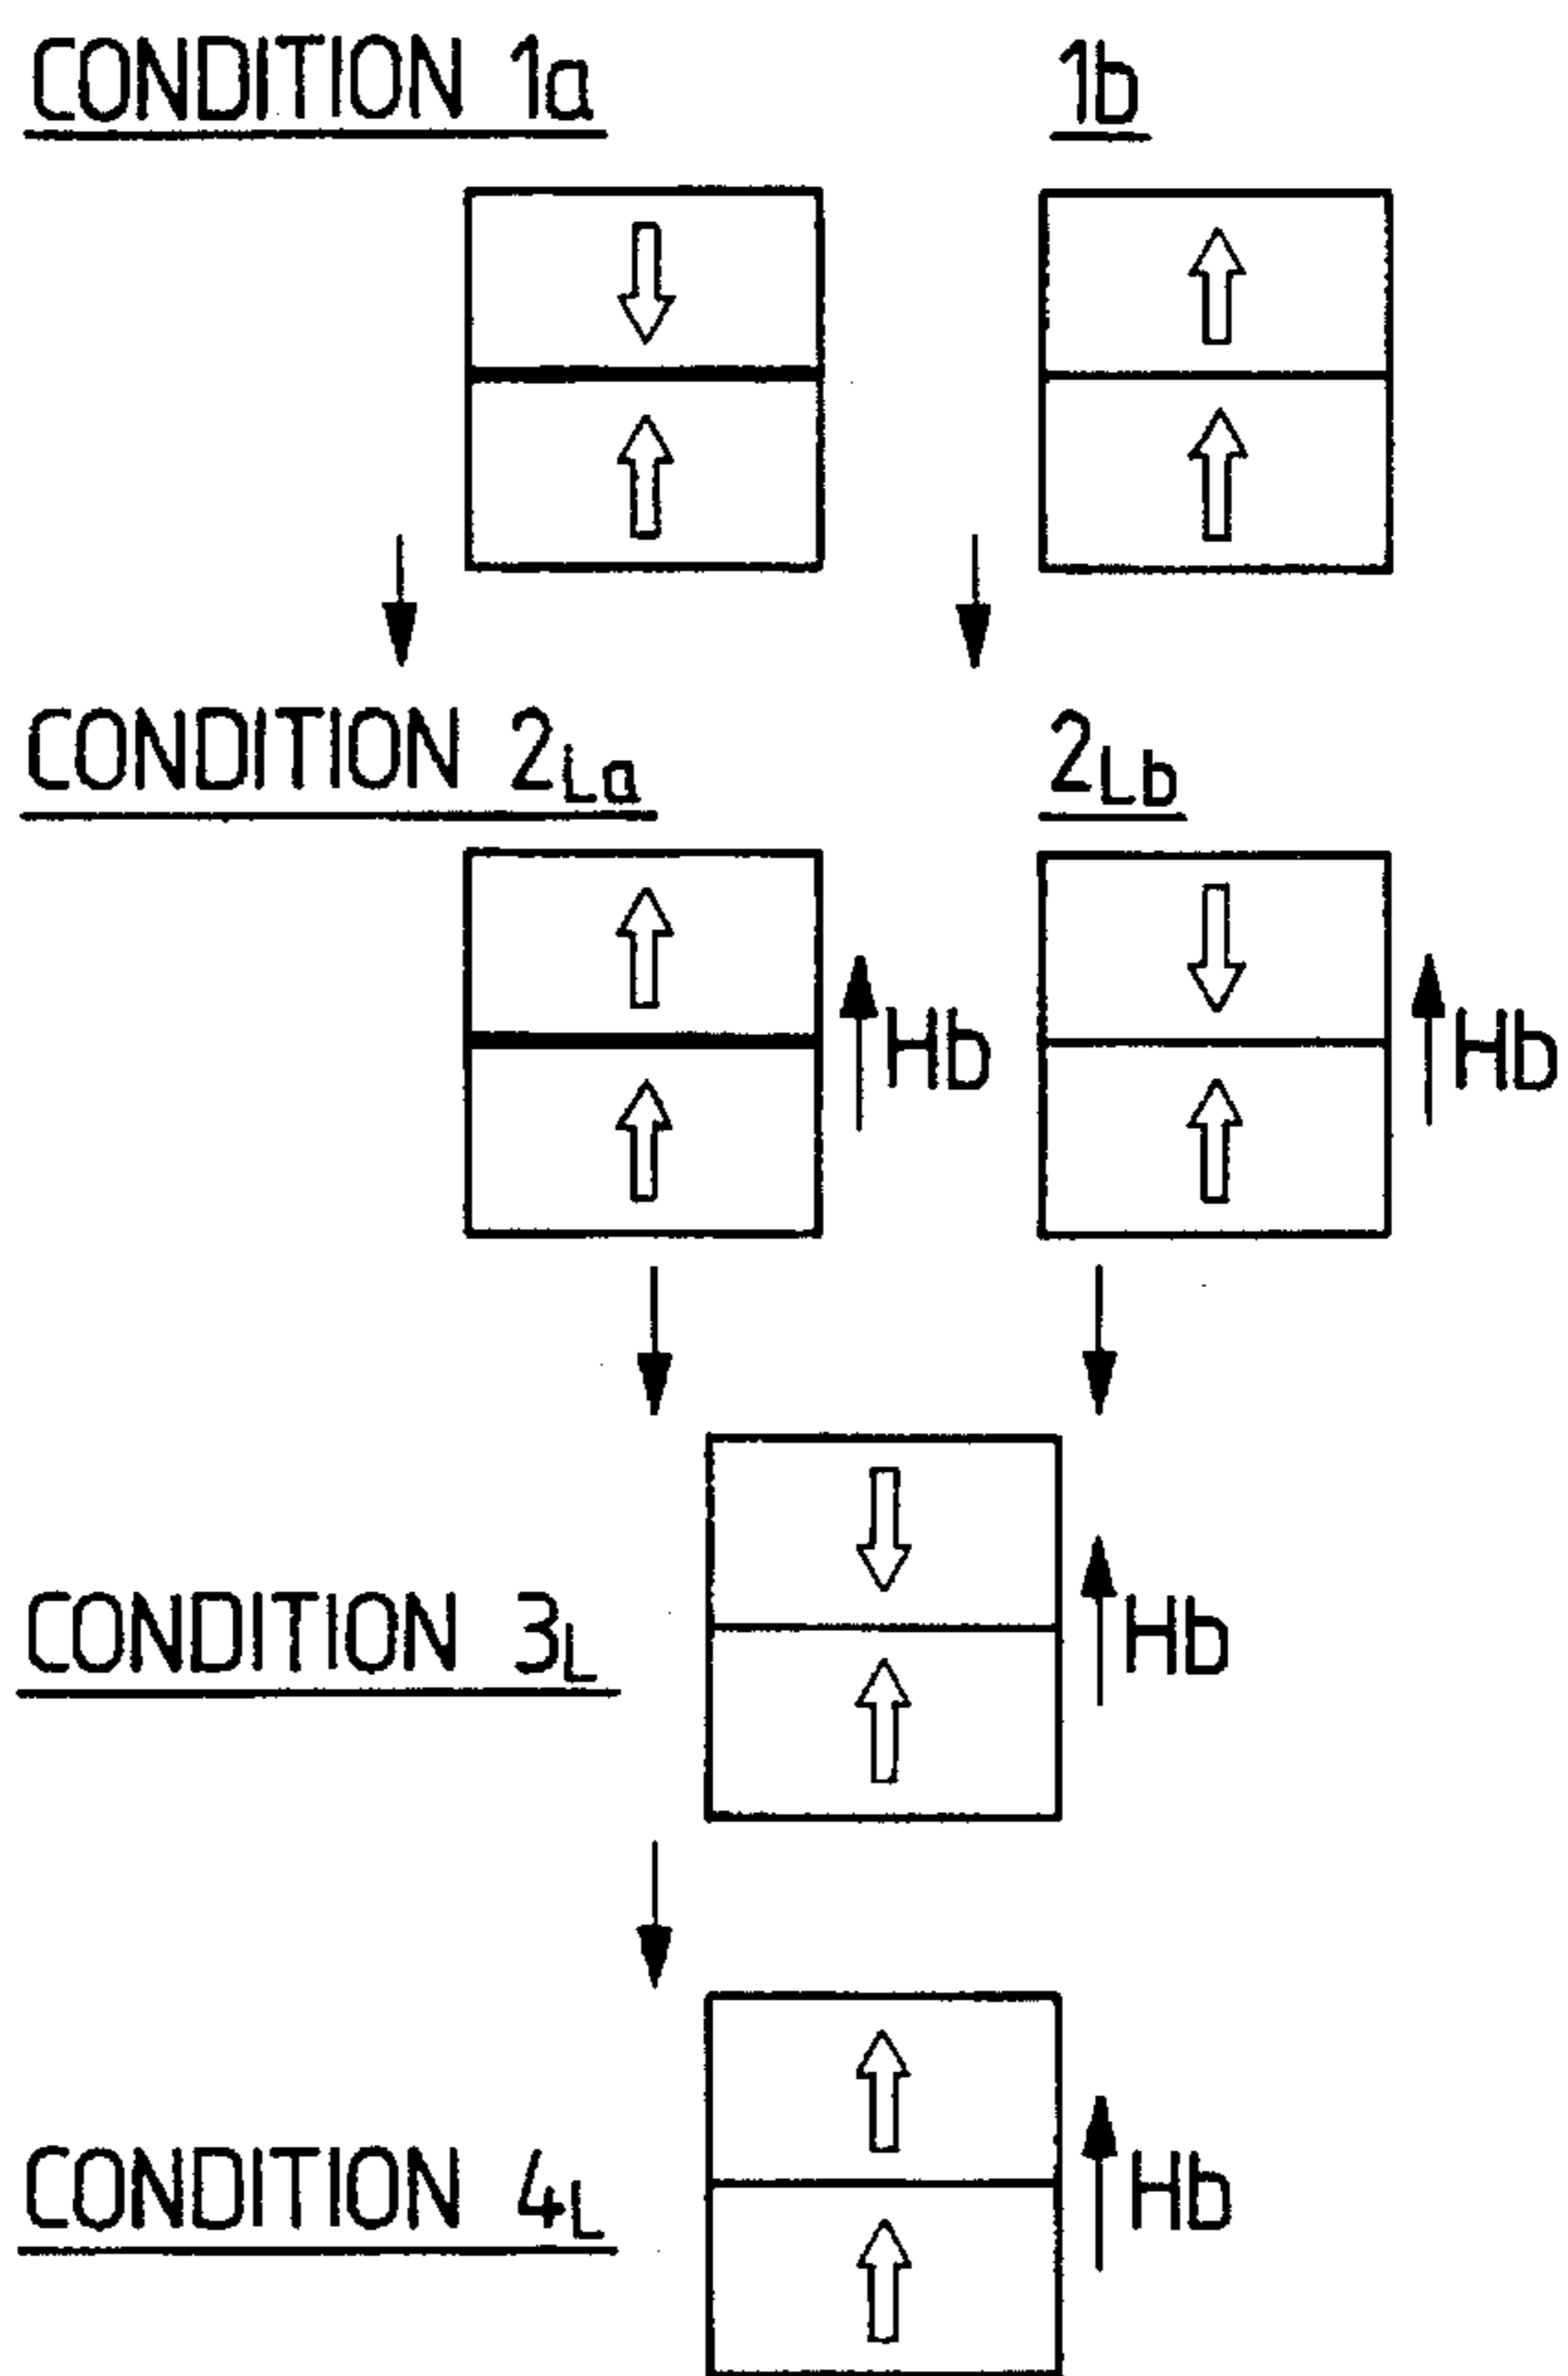 CONDITION 1a
1b
CONDITION 2La
2Lb
Hb
Hb
CONDITION 3L
Hb
CONDITION 4L
Hb